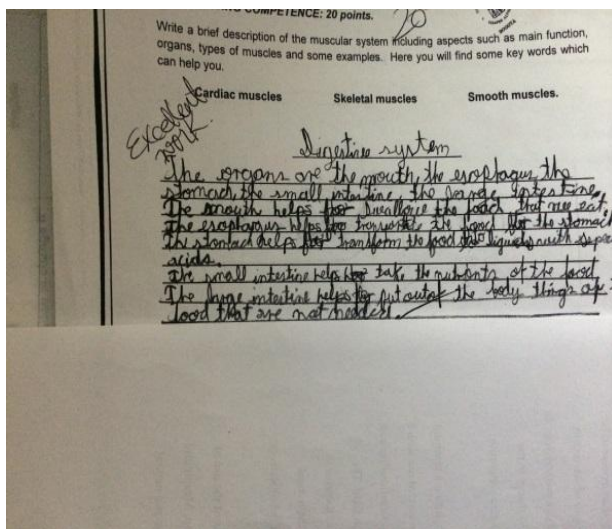 COMPETENCE: 20 points.
20
Write a brief description of the muscular system including aspects such as main function,
organs, types of muscles and some examples. Here you will find some key words which
can help you.
Cardiac muscles Skeletal muscles Smooth muscles.
Excellent
work.
Digestive system
The organs are the mouth, the esophagus, the
stomach, the small intestine, the large intestine.
The mouth helps for the food that we eat.
The esophagus helps for the food for the stomach
The stomach helps for transform the food to liquid with super
acids.
The small intestine helps for take the nutrients of the food.
The large intestine helps for put out of the body things of
food that are not needed.